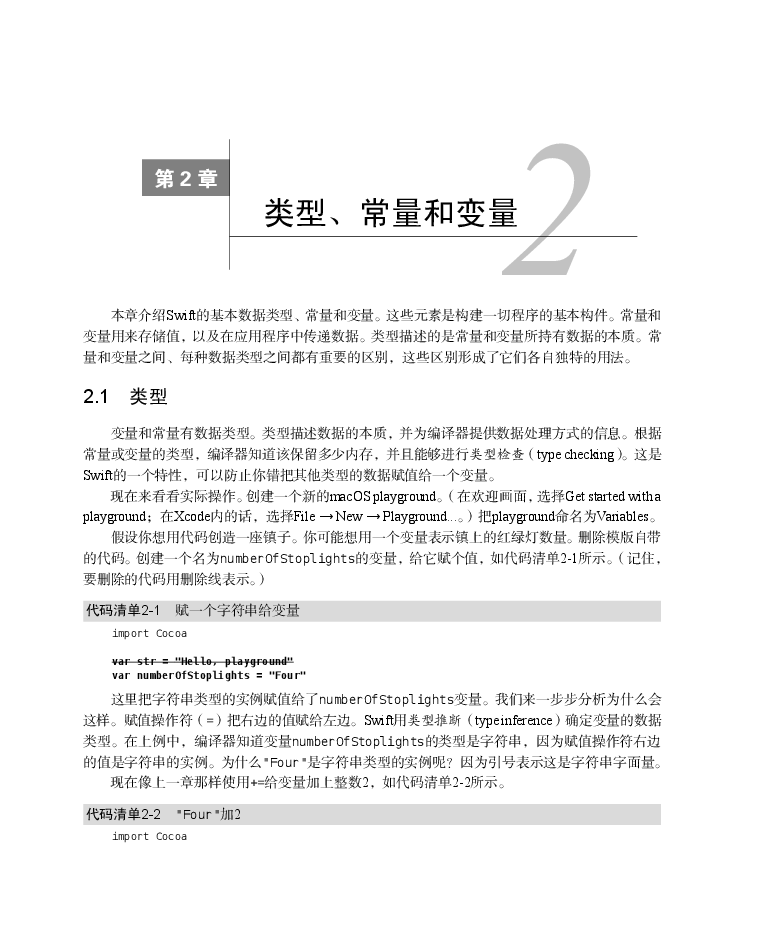 第 2 章
类型、常量和变量
2
本章介绍Swift的基本数据类型、常量和变量。这些元素是构建一切程序的基本构件。常量和
变量用来存储值，以及在应用程序中传递数据。类型描述的是常量和变量所持有数据的本质。常
量和变量之间、每种数据类型之间都有重要的区别，这些区别形成了它们各自独特的用法。
2.1 类型
变量和常量有数据类型。类型描述数据的本质，并为编译器提供数据处理方式的信息。根据
常量或变量的类型，编译器知道该保留多少内存，并且能够进行类型检查（type checking）。这是
Swift的一个特性，可以防止你错把其他类型的数据赋值给一个变量。
现在来看看实际操作。创建一个新的macOS playground。（在欢迎画面，选择Get started with a
playground；在Xcode内的话，选择File →New →Playground...。）把playground命名为Variables。
假设你想用代码创造一座镇子。你可能想用一个变量表示镇上的红绿灯数量。删除模版自带
的代码。创建一个名为numberOfStoplights的变量，给它赋个值，如代码清单2-1所示。（记住，
要删除的代码用删除线表示。）
代码清单2-1 赋一个字符串给变量
import Cocoa
var str = "Hello, playground"
var numberOfStoplights = "Four"
这里把字符串类型的实例赋值给了numberOfStoplights变量。我们来一步步分析为什么会
这样。赋值操作符（=）把右边的值赋给左边。Swift用类型推断（type inference）确定变量的数据
类型。在上例中，编译器知道变量numberOfStoplights的类型是字符串，因为赋值操作符右边
的值是字符串的实例。为什么"Four"是字符串类型的实例呢？因为引号表示这是字符串字面量。
现在像上一章那样使用+=给变量加上整数2，如代码清单2-2所示。
代码清单2-2 "Four"加2
import Cocoa